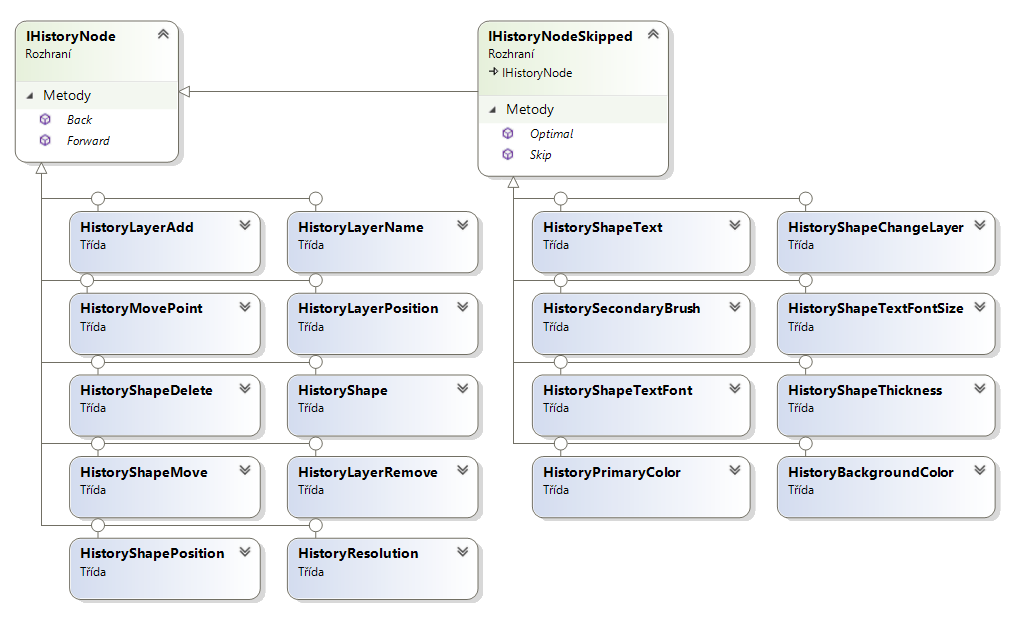 IHistoryNode
Rozhraní
Metody
Back
Forward
IHistoryNodeSkipped
Rozhraní
IHistoryNode
Metody
Optimal
Skip
HistoryLayerAdd
Třída
HistoryLayerName
Třída
HistoryMovePoint
Třída
HistoryLayerPosition
Třída
HistoryShapeDelete
Třída
HistoryShape
Třída
HistoryShapeMove
Třída
HistoryLayerRemove
Třída
HistoryShapePosition
Třída
HistoryResolution
Třída
HistoryShapeText
Třída
HistoryShapeChangeLayer
Třída
HistorySecondaryBrush
Třída
HistoryShapeTextFontSize
Třída
HistoryShapeTextFont
Třída
HistoryShapeThickness
Třída
HistoryPrimaryColor
Třída
HistoryBackgroundColor
Třída